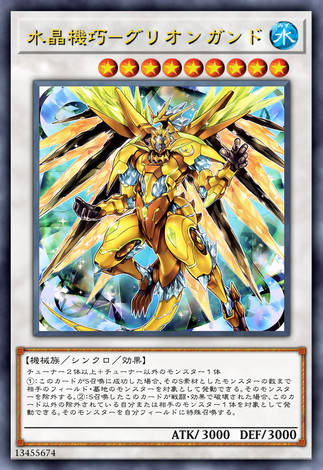 水晶機巧-グリオンガンド
水
【機械族／シンクロ／効果】
チューナー２体以上＋チューナー以外のモンスター１体
①：このカードがS召喚に成功した場合、そのS素材としたモンスターの数まで
相手のフィールド・墓地のモンスターを対象として発動できる。そのモンスタ
ーを除外する。②：S召喚したこのカードが戦闘・効果で破壊された場合、このカ
ード以外の除外されている自分または相手のモンスター１体を対象として発
動できる。そのモンスターを自分フィールドに特殊召喚する。
ATK/ 3000 DEF/ 3000
13455674